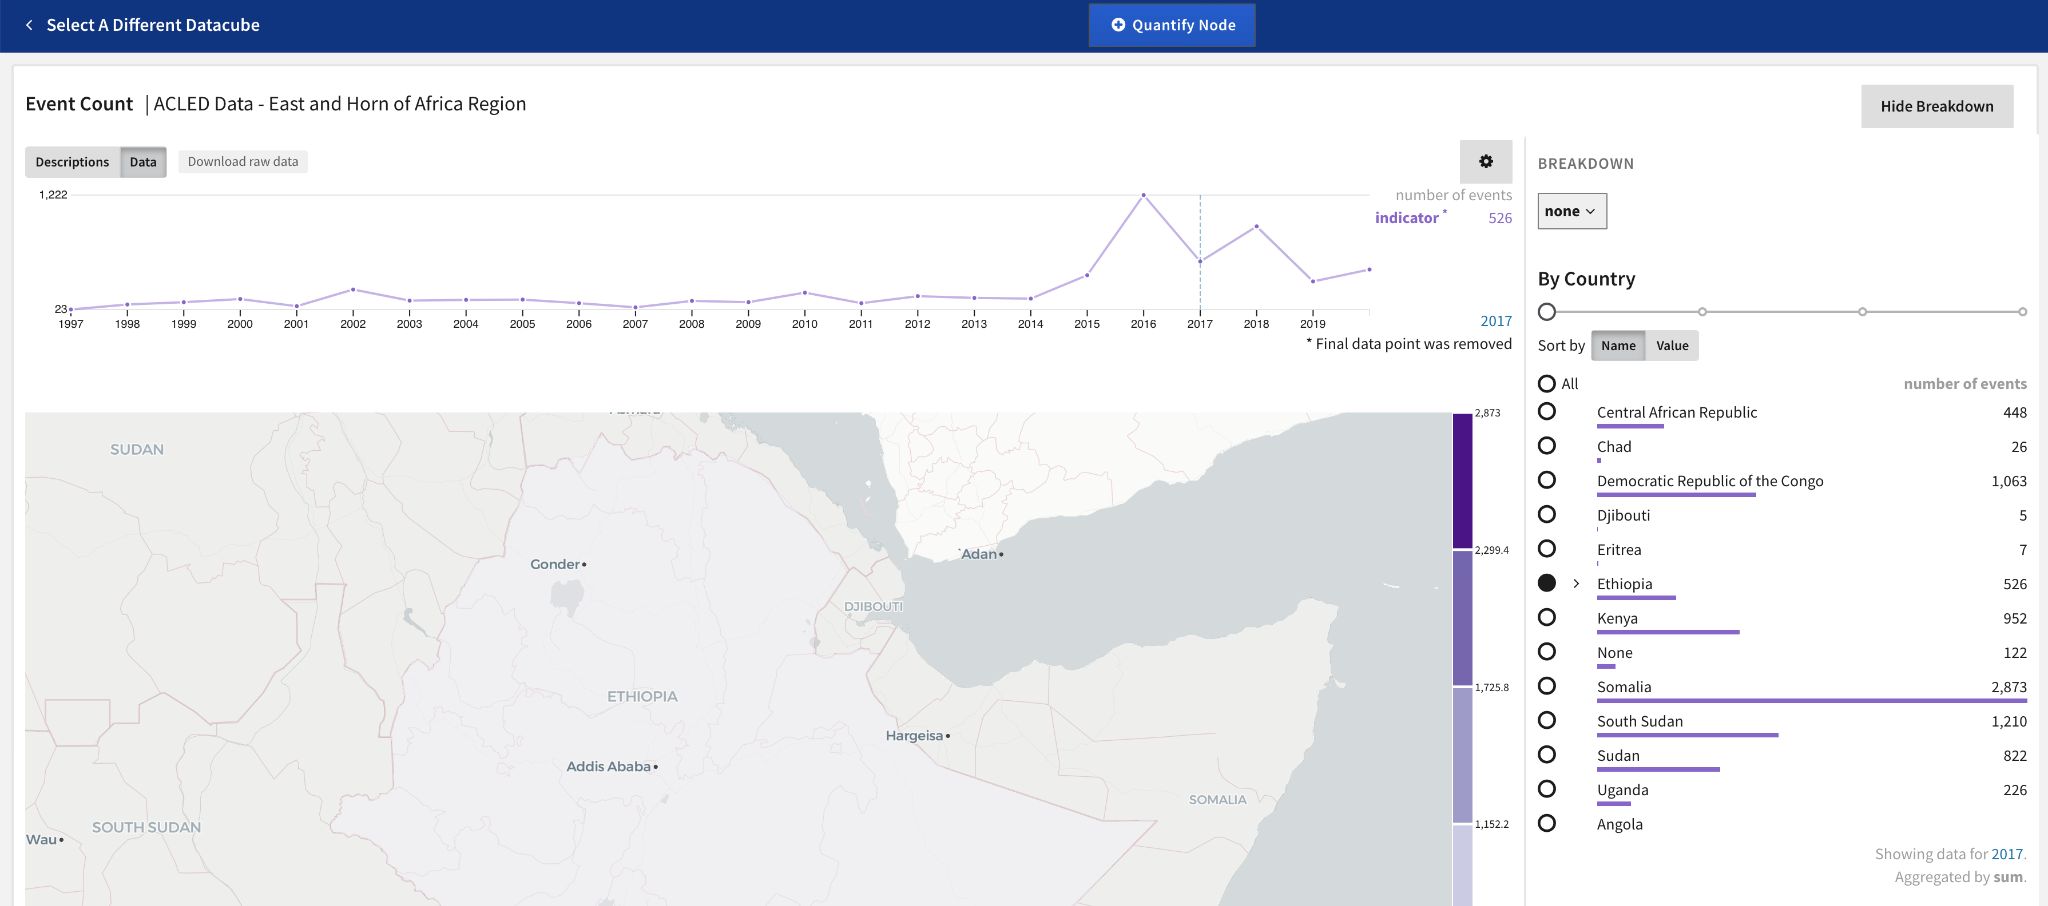 Select A Different Datacube
Quantify Node
Event Count | ACLED Data - East and Horn of Africa Region
Hide Breakdown
Descriptions Data Download raw data
1,222
23
1997 1998 1999 2000 2001 2002 2003 2004 2005 2006 2007 2008 2009 2010 2011 2012 2013 2014 2015 2016 2017 2018 2019
number of events
indicator * 526
2017
* Final data point was removed
SUDAN
Gonder
`Adan
DJIBOUTI
ETHIOPIA
Hargeisa
Addis Ababa
SOMALIA
SOUTH SUDAN
Wau
2,873
2,299.4
1,725.8
1,152.2
BREAKDOWN
none
By Country
Sort by Name Value
All number of events
Central African Republic 448
Chad 26
Democratic Republic of the Congo 1,063
Djibouti 5
Eritrea 7
Ethiopia 526
Kenya 952
None 122
Somalia 2,873
South Sudan 1,210
Sudan 822
Uganda 226
Angola
Showing data for 2017.
Aggregated by sum.